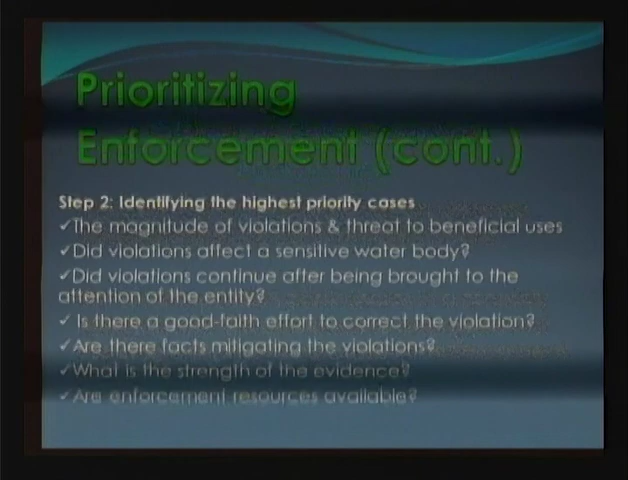 Prioritizing
Enforcement (cont.)
Step 2: Identifying the highest priority cases
✓The magnitude of violations & threat to beneficial uses
✓Did violations affect a sensitive water body?
✓Did violations continue after being brought to the
attention of the entity?
✓ Is there a good-faith effort to correct the violation?
✓Are there facts mitigating the violations?
✓What is the strength of the evidence?
✓Are enforcement resources available?